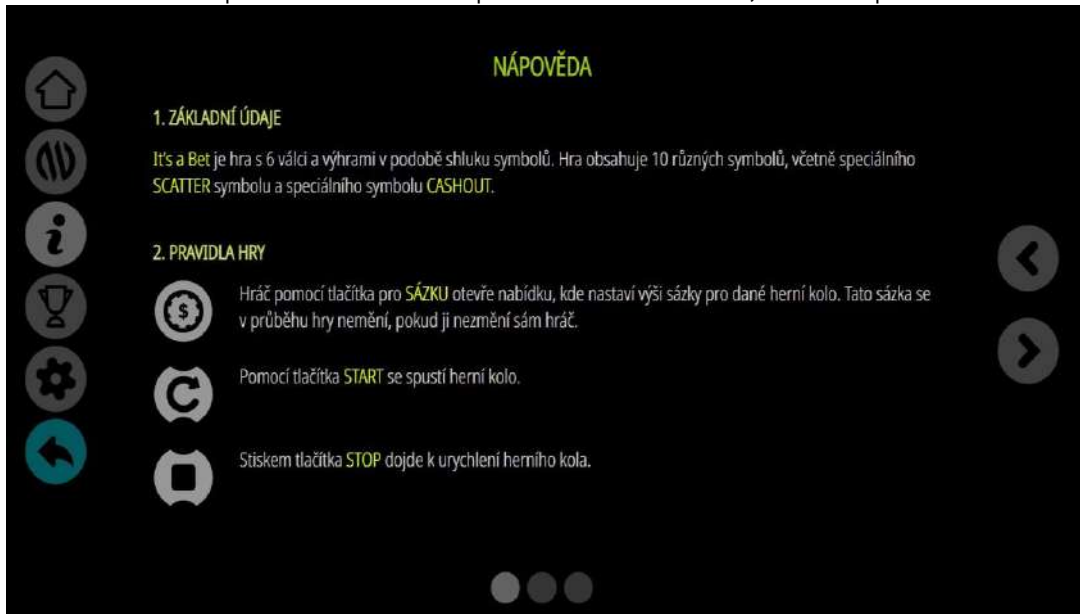 NÁPOVĚDA
1. ZÁKLADNÍ ÚDAJE
It's a Bet je hra s 6 válci a výhrami v podobě shluku symbolů. Hra obsahuje 10 různých symbolů, včetně speciálního
SCATTER symbolu a speciálního symbolu CASHOUT.
2. PRAVIDLA HRY
Hráč pomocí tlačítka pro SÁZKU otevře nabídku, kde nastaví výši sázky pro dané herní kolo. Tato sázka se
v průběhu hry nemění, pokud ji nezmění sám hráč.
Pomocí tlačítka START se spustí herní kolo.
Stiskem tlačítka STOP dojde k urychlení herního kola.